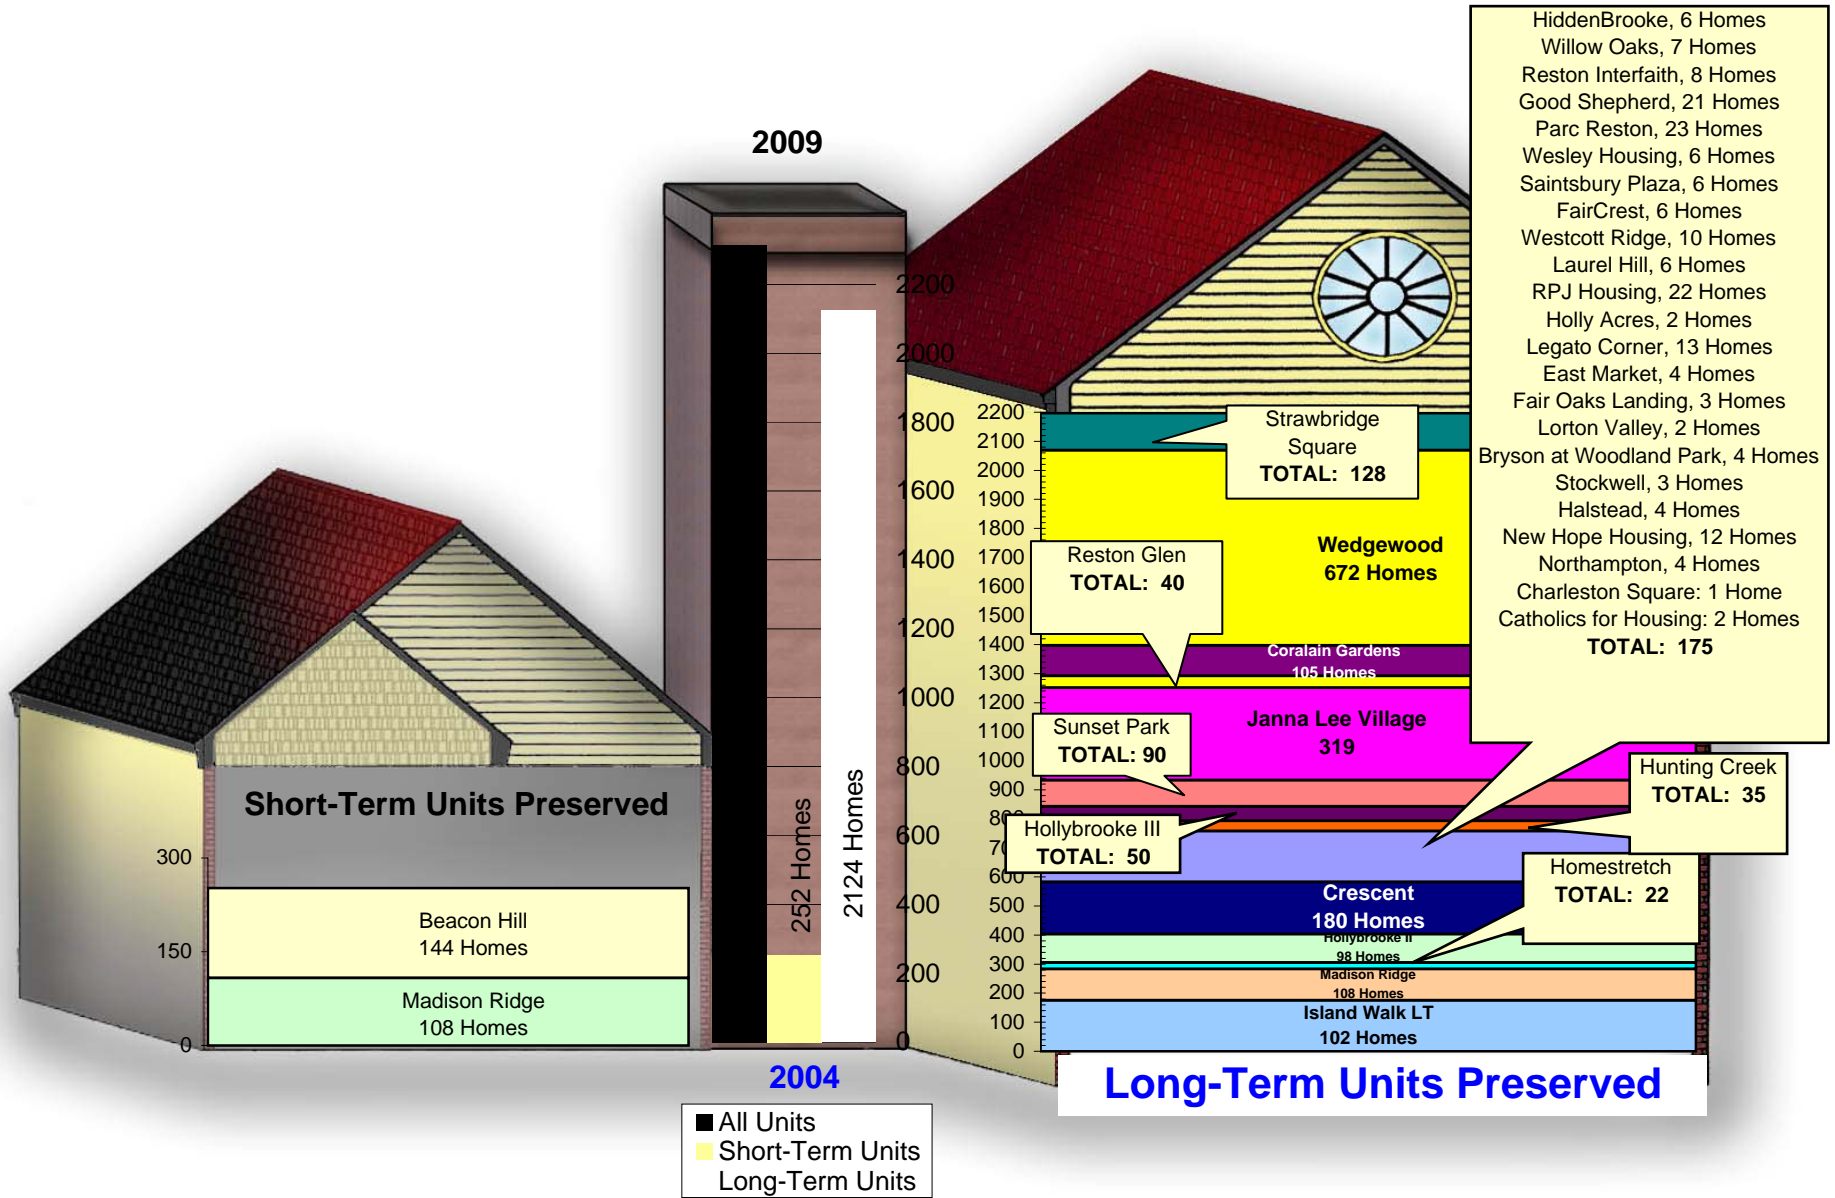 2009
HiddenBrooke, 6 Homes
Willow Oaks, 7 Homes
Reston Interfaith, 8 Homes
Good Shepherd, 21 Homes
Parc Reston, 23 Homes
Wesley Housing, 6 Homes
Saintsbury Plaza, 6 Homes
FairCrest, 6 Homes
Westcott Ridge, 10 Homes
Laurel Hill, 6 Homes
RPJ Housing, 22 Homes
Holly Acres, 2 Homes
Legato Corner, 13 Homes
East Market, 4 Homes
Fair Oaks Landing, 3 Homes
Lorton Valley, 2 Homes
Bryson at Woodland Park, 4 Homes
Stockwell, 3 Homes
Halstead, 4 Homes
New Hope Housing, 12 Homes
Northampton, 4 Homes
Charleston Square: 1 Home
Catholics for Housing: 2 Homes
TOTAL: 175
Short-Term Units Preserved
300
150
0
Beacon Hill
144 Homes
Madison Ridge
108 Homes
252 Homes
2124 Homes
2200
2000
1800
1600
1400
1200
1000
800
600
400
200
0
2004
All Units
Short-Term Units
Long-Term Units
2200
2100
2000
1900
1800
1700
1600
1500
1400
1300
1200
1100
1000
900
600
500
400
300
200
100
0
Strawbridge
Square
TOTAL: 128
Wedgewood
672 Homes
Reston Glen
TOTAL: 40
Coralain Gardens
105 Homes
Janna Lee Village
319
Sunset Park
TOTAL: 90
Hunting Creek
TOTAL: 35
Hollybrooke III
TOTAL: 50
Homestretch
TOTAL: 22
Crescent
180 Homes
Hollybrooke II
98 Homes
Madison Ridge
108 Homes
Island Walk LT
102 Homes
Long-Term Units Preserved